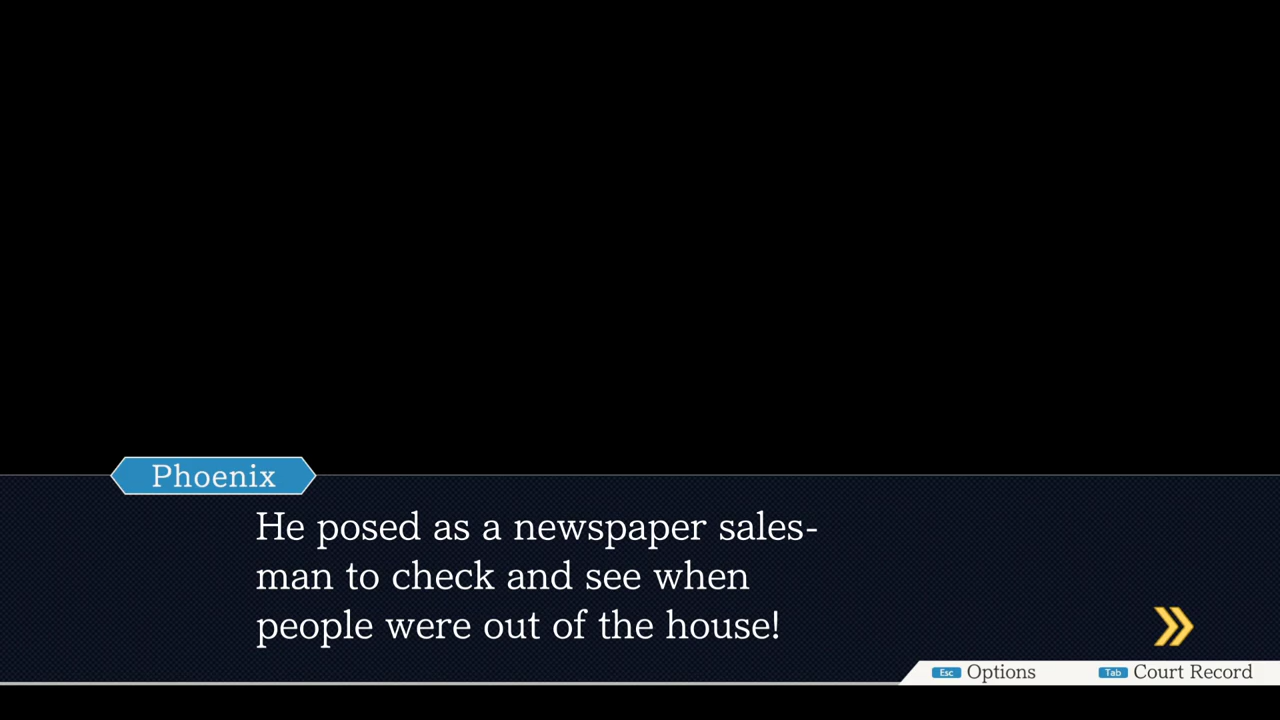 Phoenix
He posed as a newspaper sales-
man to check and see when
people were out of the house!
Esc Options Tab Court Record